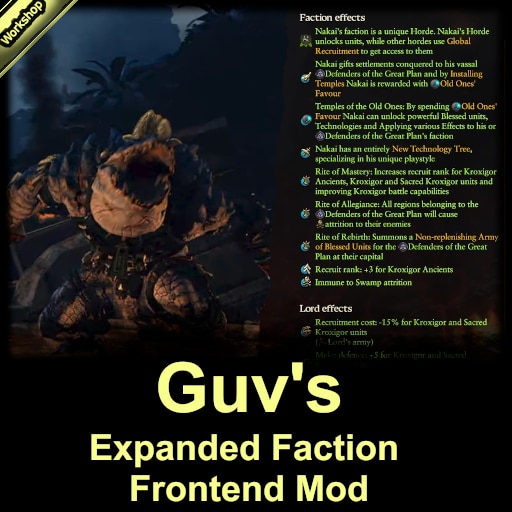 Workshop
Faction effects
Nakai's faction is a unique Horde. Nakai's Horde
unlocks units, while other hordes use Global
Recruitment to get access to them
Nakai gifts settlements conquered to his vassal
Defenders of the Great Plan and by Installing
Temples Nakai is rewarded with Old Ones'
Favour
Temples of the Old Ones: By spending Old Ones'
Favour Nakai can unlock powerful Blessed units,
Technologies and Applying various Effects to his or
Defenders of the Great Plan's faction
Nakai has an entirely New Technology Tree,
specializing in his unique playstyle
Rite of Mastery: Increases recruit rank for Kroxigor
Ancients, Kroxigor and Sacred Kroxigor units and
improving Kroxigor battle capabilities
Rite of Allegiance: All regions belonging to the
Defenders of the Great Plan will cause
attrition to their enemies
Rite of Rebirth: Summons a Non-replenishing Army
of Blessed Units for the Defenders of the Great
Plan at their capital
Recruit rank: +3 for Kroxigor Ancients
Immune to Swamp attrition
Lord effects
Recruitment cost: -15% for Kroxigor and Sacred
Kroxigor units
Lord's army)
Melee defence: +5 for Kroxigor and Sacred
Guv's
Expanded Faction
Frontend Mod